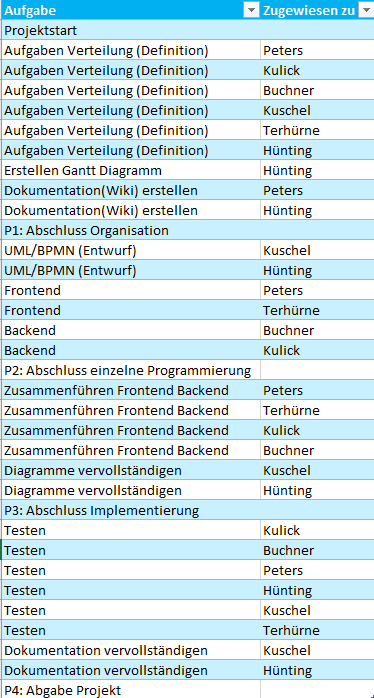 Aufgabe Zugewiesen zu
Projektstart
Aufgaben Verteilung (Definition) Peters
Aufgaben Verteilung (Definition) Kulick
Aufgaben Verteilung (Definition) Buchner
Aufgaben Verteilung (Definition) Kuschel
Aufgaben Verteilung (Definition) Terhürne
Aufgaben Verteilung (Definition) Hünting
Erstellen Gantt Diagramm Hünting
Dokumentation(Wiki) erstellen Peters
Dokumentation(Wiki) erstellen Hünting
P1: Abschluss Organisation
UML/BPMN (Entwurf) Kuschel
UML/BPMN (Entwurf) Hünting
Frontend Peters
Frontend Terhürne
Backend Buchner
Backend Kulick
P2: Abschluss einzelne Programmierung
Zusammenführen Frontend Backend Peters
Zusammenführen Frontend Backend Terhürne
Zusammenführen Frontend Backend Kulick
Zusammenführen Frontend Backend Buchner
Diagramme vervollständigen Kuschel
Diagramme vervollständigen Hünting
P3: Abschluss Implementierung
Testen Kulick
Testen Buchner
Testen Peters
Testen Hünting
Testen Kuschel
Testen Terhürne
Dokumentation vervollständigen Kuschel
Dokumentation vervollständigen Hünting
P4: Abgabe Projekt